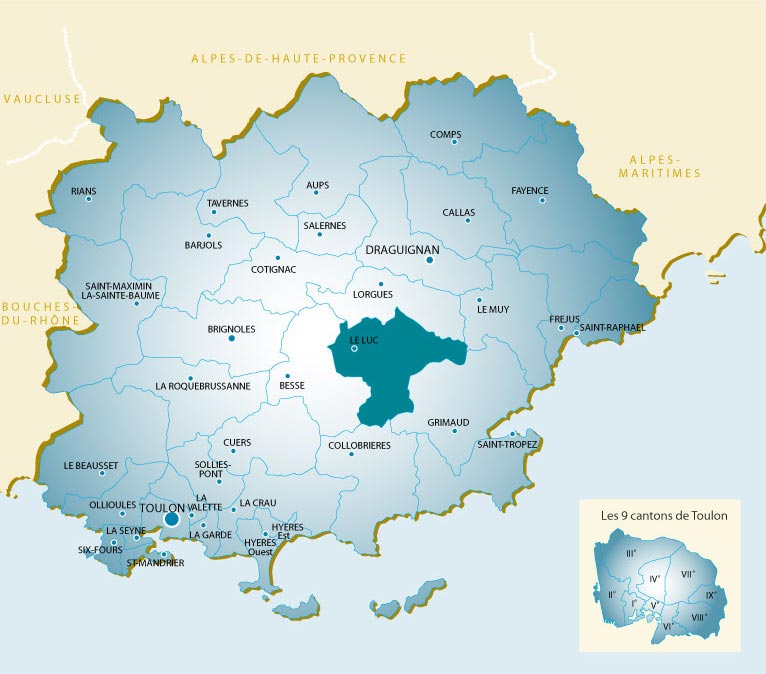 ALPES-DE-HAUTE-PROVENCE
VAUCLUSE
ALPES-
MARITIMES
BOUCHES-
DU-RHÔNE
COMPS
RIANS
AUPS
FAYENCE
TAVERNES
CALLAS
SALERNES
BARJOLS
DRAGUIGNAN
COTIGNAC
SAINT-MAXIMIN
LA-SAINTE-BAUME
LORGUES
LE MUY
FREJUS
SAINT-RAPHAEL
BRIGNOLES
LE LUC
LA ROQUEBRUSSANNE
BESSE
GRIMAUD
SAINT-TROPEZ
CUERS
COLLOBRIERES
LE BEAUSSET
SOLLIES-
PONT
OLLIOULES
TOULON
LA
VALETTE
LA CRAU
LA SEYNE
LA GARDE
HYERES
Est
HYERES
Ouest
SIX-FOURS
ST-MANDRIER
Les 9 cantons de Toulon
III°
IV°
VII°
II°
I°
V°
IX°
VI°
VIII°